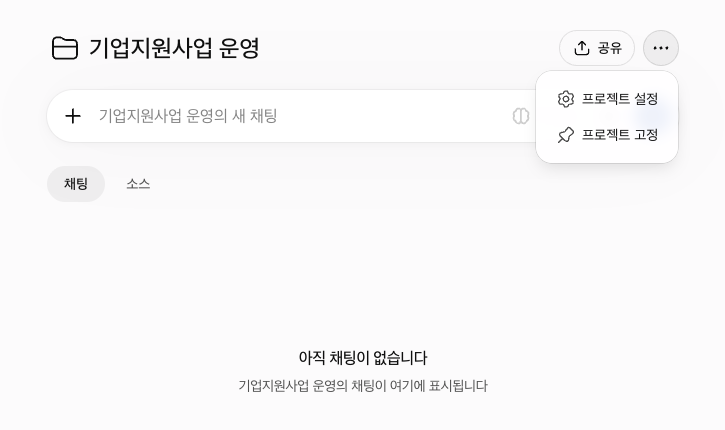 기업지원사업 운영
공유
프로젝트 설정
기업지원사업 운영의 새 채팅
프로젝트 고정
채팅
소스
아직 채팅이 없습니다
기업지원사업 운영의 채팅이 여기에 표시됩니다